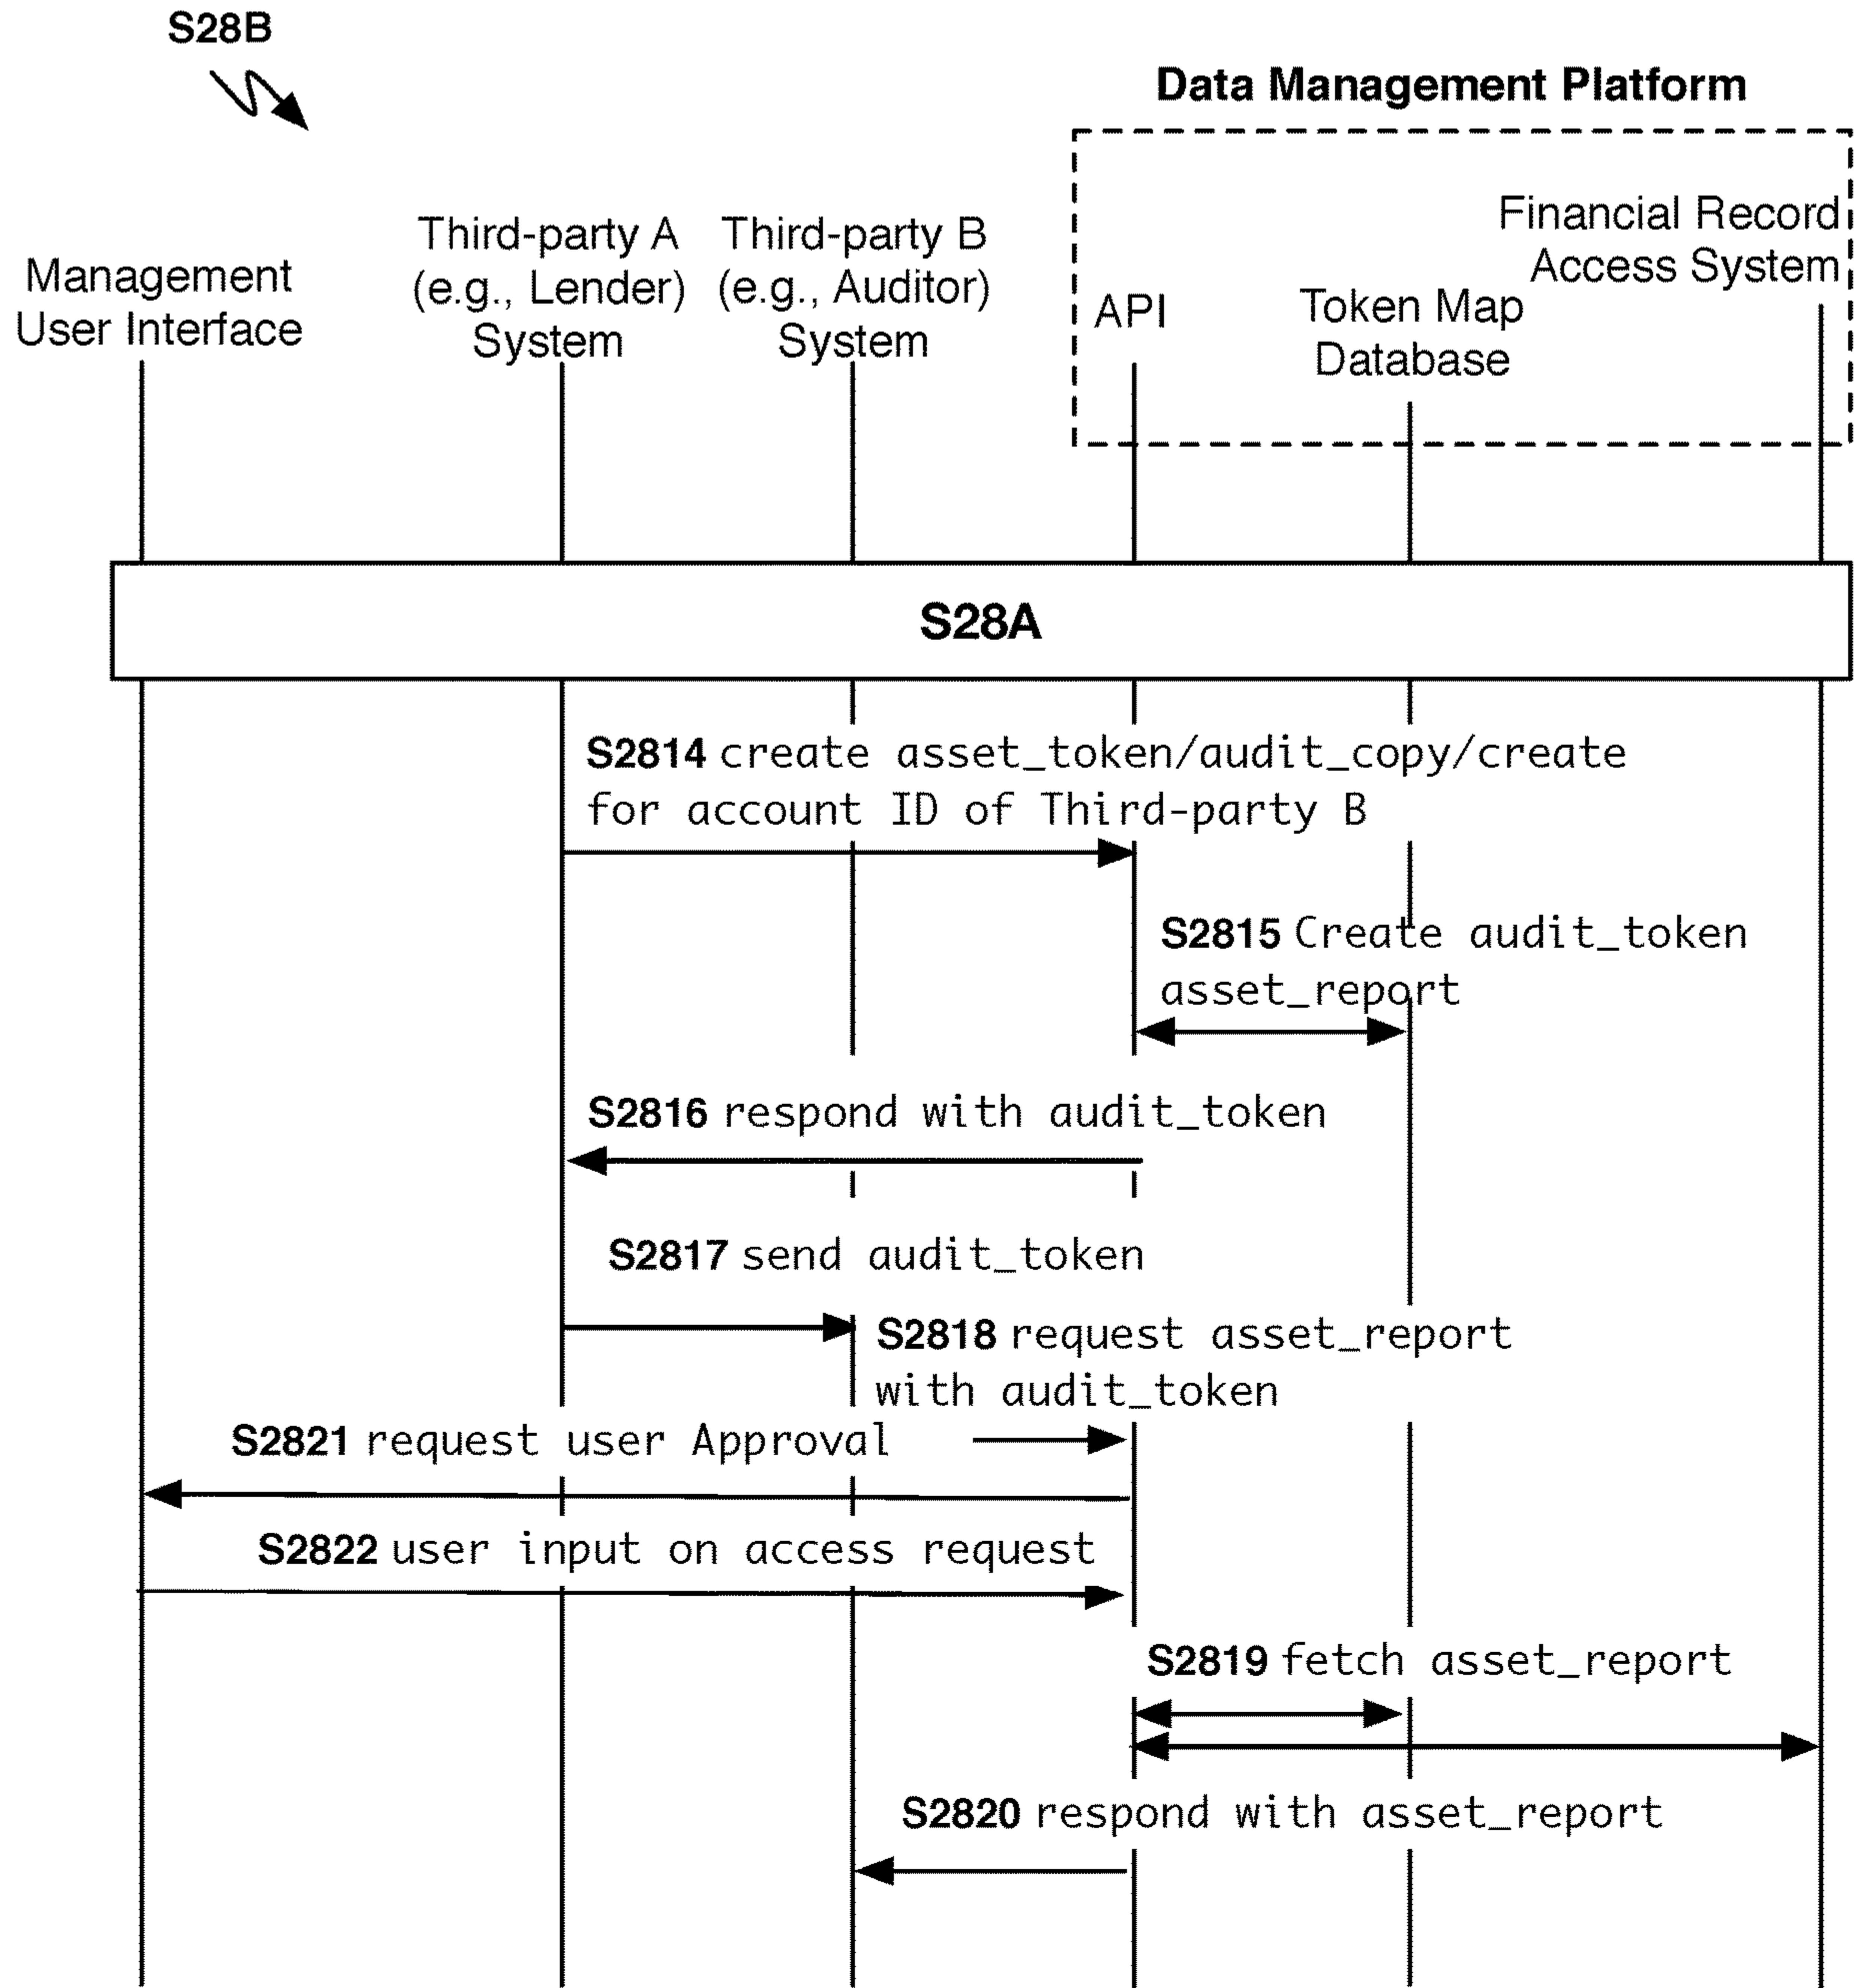 S28B
Data Management Platform
Management
User Interface
Third-party A
(e.g., Lender)
System
Third-party B
(e.g., Auditor)
System
API
Token Map
Database
Financial Record
Access System
S28A
S2814 create asset_token/audit_copy/create
for account ID of Third-party B
S2815 Create audit_token
asset_report
S2816 respond with audit_token
S2817 send audit_token
S2818 request asset_report
with audit_token
S2821 request user Approval
S2822 user input on access request
S2819 fetch asset_report
S2820 respond with asset_report